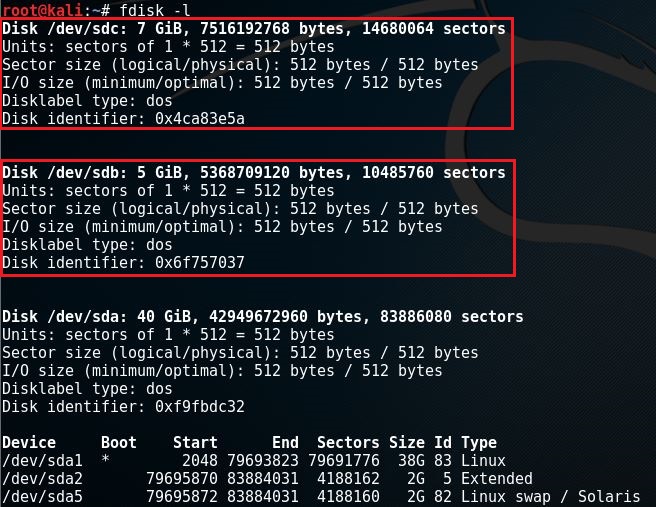 root@kali:~# fdisk -l
Disk /dev/sdc: 7 GiB, 7516192768 bytes, 14680064 sectors
Units: sectors of 1 * 512 = 512 bytes
Sector size (logical/physical): 512 bytes / 512 bytes
I/O size (minimum/optimal): 512 bytes / 512 bytes
Disklabel type: dos
Disk identifier: 0x4ca83e5a
Disk /dev/sdb: 5 GiB, 5368709120 bytes, 10485760 sectors
Units: sectors of 1 * 512 = 512 bytes
Sector size (logical/physical): 512 bytes / 512 bytes
I/O size (minimum/optimal): 512 bytes / 512 bytes
Disklabel type: dos
Disk identifier: 0x6f757037
Disk /dev/sda: 40 GiB, 42949672960 bytes, 83886080 sectors
Units: sectors of 1 * 512 = 512 bytes
Sector size (logical/physical): 512 bytes / 512 bytes
I/O size (minimum/optimal): 512 bytes / 512 bytes
Disklabel type: dos
Disk identifier: 0xf9fbdc32
Device     Boot    Start      End  Sectors Size Id Type
/dev/sda1  *        2048 79693823 79691776  38G 83 Linux
/dev/sda2       79695870 83884031  4188162   2G  5 Extended
/dev/sda5       79695872 83884031  4188160   2G 82 Linux swap / Solaris